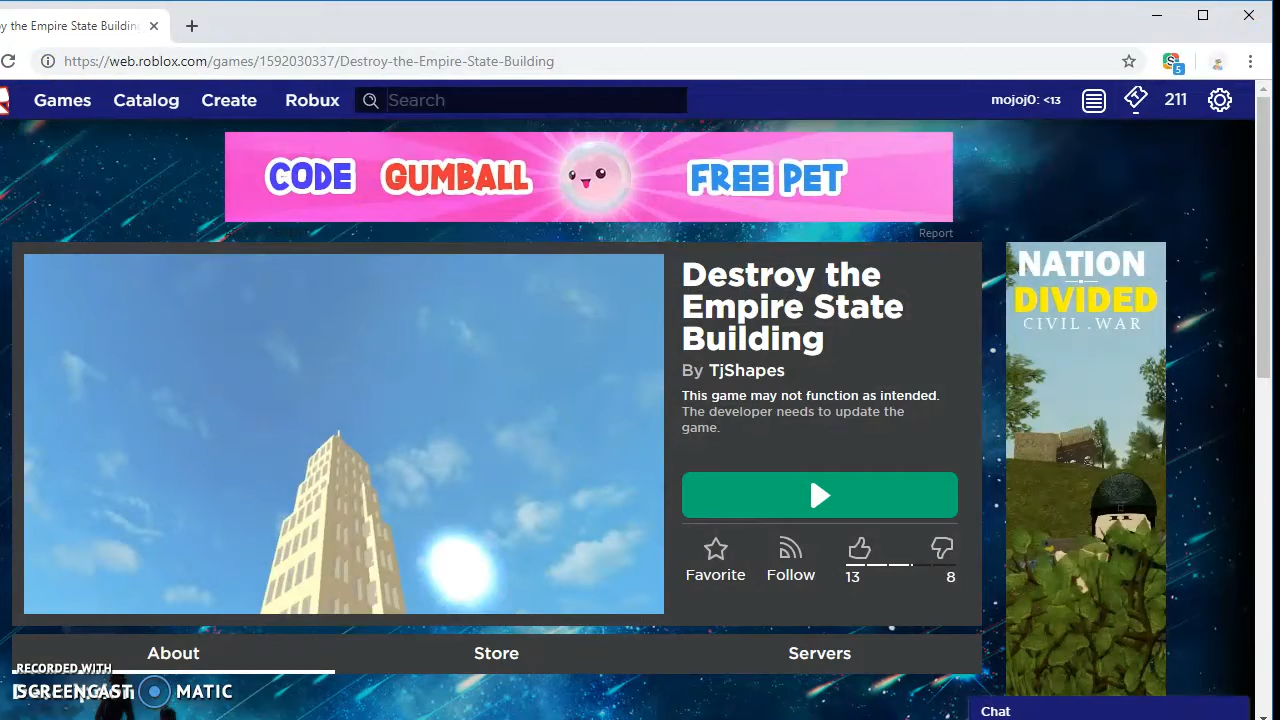 y the Empire State Building
https://web.roblox.com/games/1592030337/Destroy-the-Empire-State-Building
5
Games Catalog Create Robux Search mojoj0: <13 211
CODE GUMBALL FREE PET
Report
NATION
DIVIDED
CIVIL.WAR
Destroy the
Empire State
Building
By TjShapes
This game may not function as intended.
The developer needs to update the
game.
Favorite Follow 13 8
About Store Servers
RECORDED WITH
SCREENCAST MATIC
Chat